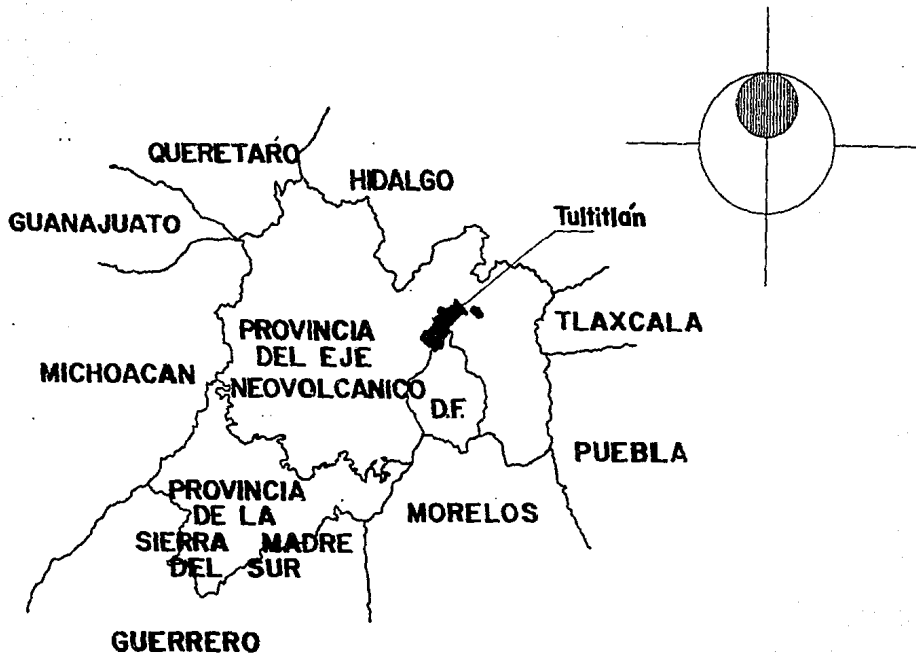 QUERETARO
HIDALGO
GUANAJUATO
Tultitlán
PROVINCIA
DEL EJE
NEOVOLCANICO
TLAXCALA
MICHOACAN
D.F.
PUEBLA
PROVINCIA
DE LA
SIERRA MADRE
DEL SUR
MORELOS
GUERRERO